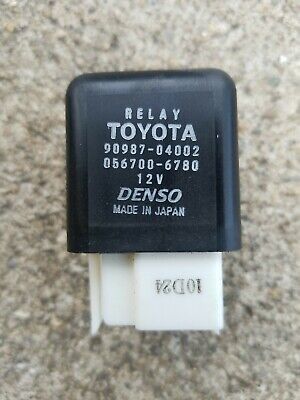 RELAY
TOYOTA
90987-04002
056700-6780
12V
DENSO
MADE IN JAPAN
10D24